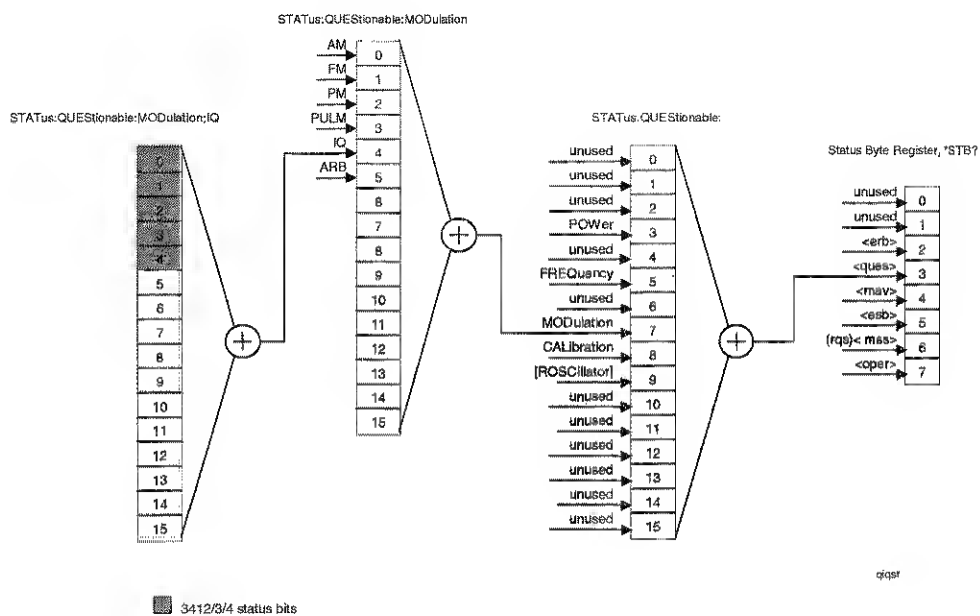 STATus:QUEStionable:MODulation
AM
FM
PM
PULM
IQ
ARB
0
1
2
3
4
5
6
7
8
9
10
11
12
13
14
15
STATus:QUEStionable:MODulation:IQ
0
1
2
3
4
5
6
7
8
9
10
11
12
13
14
15
STATus:QUEStionable:
unused 0
unused 1
unused 2
POWer 3
unused 4
FREQuency 5
unused 6
MODulation 7
CALibration 8
[ROSCillator] 9
unused 10
unused 11
unused 12
unused 13
unused 14
unused 15
Status Byte Register, *STB?
unused 0
unused 1
<erb> 2
<ques> 3
<mav> 4
<esb> 5
(rqs)< mss> 6
<oper> 7
qiqsr
3412/3/4 status bits